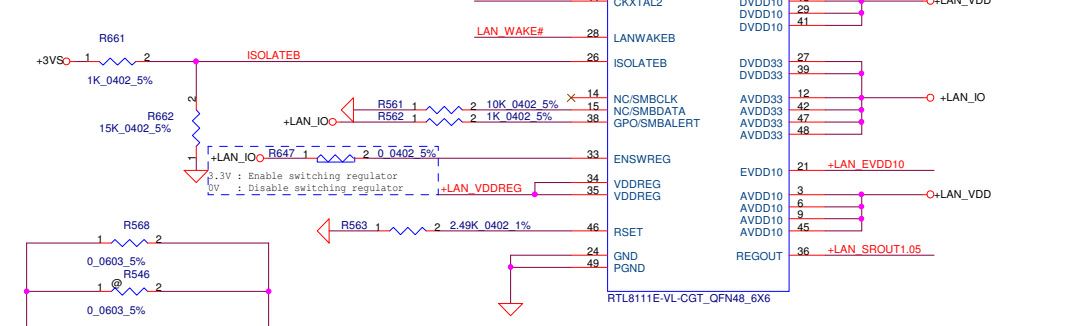 CKXTAL2
DVDD10
DVDD10 29
DVDD10 41
+LAN_VDD
LAN_WAKE# 28 LANWAKEB
+3VS 1 R661 2 ISOLATEB 26 ISOLATEB
1K_0402_5%
DVDD33 27
DVDD33 39
2
R662
15K_0402_5%
1
14 NC/SMBCLK
R561 1 2 10K_0402_5% 15 NC/SMBDATA
+LAN_IO R562 1 2 1K_0402_5% 38 GPO/SMBALERT
AVDD33 12 +LAN_IO
AVDD33 42
AVDD33 47
AVDD33 48
+LAN_IO R647 1 2 0_0402_5% 33 ENSWREG
3.3V : Enable switching regulator
0V : Disable switching regulator
EVDD10 21 +LAN_EVDD10
34 VDDREG
+LAN_VDDREG 35 VDDREG
AVDD10 3 +LAN_VDD
AVDD10 6
AVDD10 9
AVDD10 45
R563 1 2 2.49K_0402_1% 46 RSET
24 GND
49 PGND
REGOUT 36 +LAN_SROUT1.05
RTL8111E-VL-CGT_QFN48_6X6
R568
1 2
0_0603_5%
R546
@
1 2
0_0603_5%